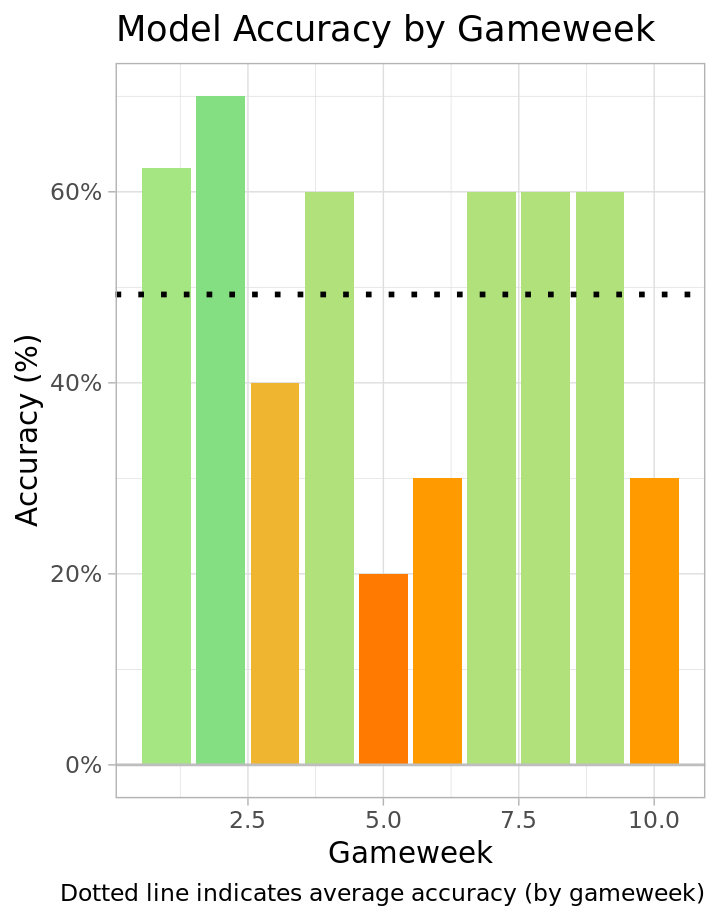 Model Accuracy by Gameweek
Accuracy (%)
60%
40%
20%
0%
2.5 5.0 7.5 10.0
Gameweek
Dotted line indicates average accuracy (by gameweek)